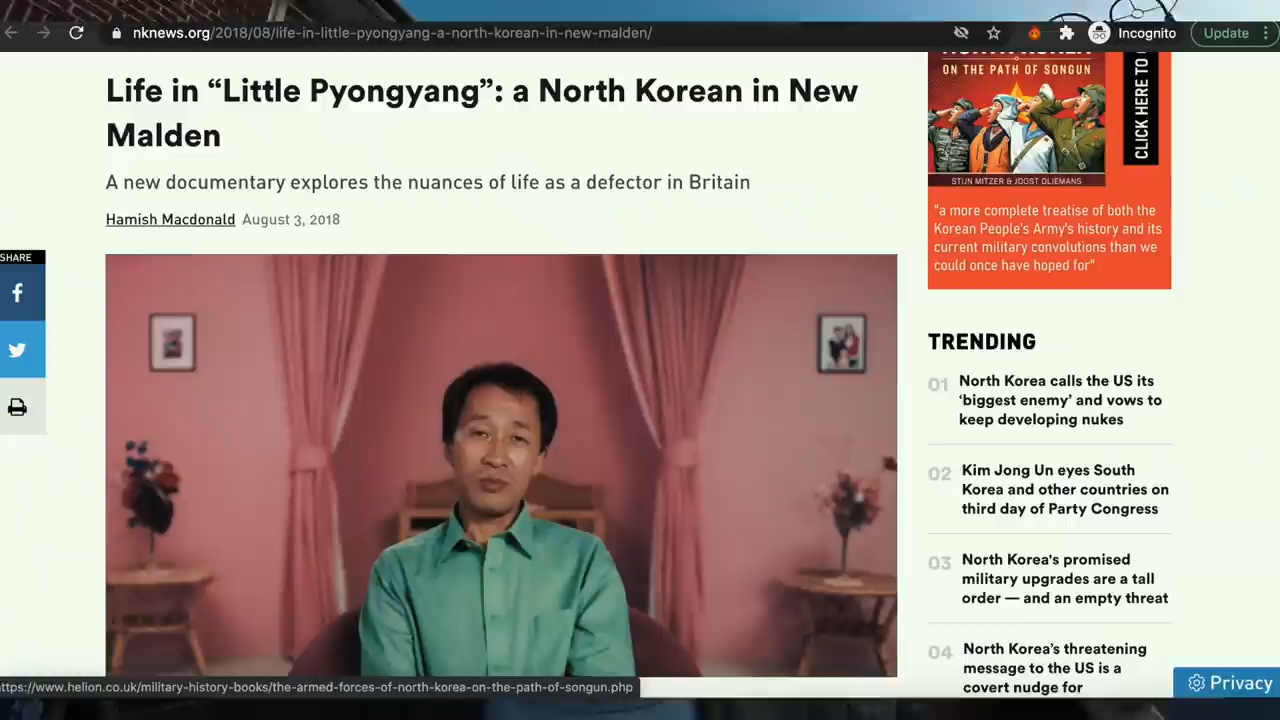 nknews.org/2018/08/life-in-little-pyongyang-a-north-korean-in-new-malden/
Incognito
Update
Life in “Little Pyongyang”: a North Korean in New
Malden
A new documentary explores the nuances of life as a defector in Britain
Hamish Macdonald August 3, 2018
SHARE
ON THE PATH OF SONGUN
CLICK HERE TO
STIJN MITZER & JOOST OLIEMANS
"a more complete treatise of both the
Korean People's Army's history and its
current military convolutions than we
could once have hoped for"
TRENDING
01 North Korea calls the US its
‘biggest enemy’ and vows to
keep developing nukes
02 Kim Jong Un eyes South
Korea and other countries on
third day of Party Congress
03 North Korea's promised
military upgrades are a tall
order — and an empty threat
04 North Korea’s threatening
message to the US is a
covert nudge for
ttps://www.helion.co.uk/military-history-books/the-armed-forces-of-north-korea-on-the-path-of-songun.php
Privacy